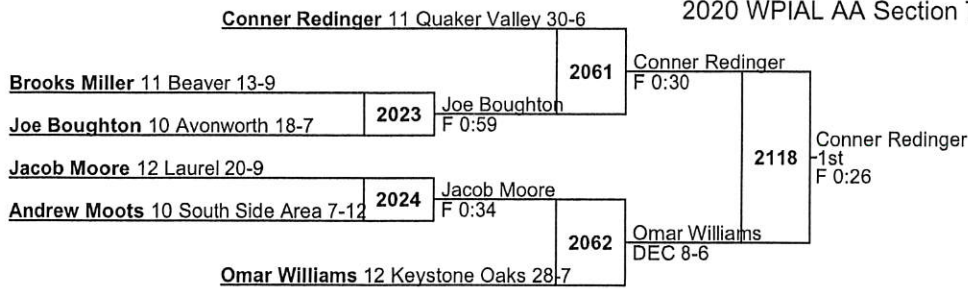 2020 WPIAL AA Section
Conner Redinger 11 Quaker Valley 30-6
2061
Conner Redinger
F 0:30
Brooks Miller 11 Beaver 13-9
2023
Joe Boughton
F 0:59
Joe Boughton 10 Avonworth 18-7
2118
Conner Redinger
1st
F 0:26
Jacob Moore 12 Laurel 20-9
2024
Jacob Moore
F 0:34
Andrew Moots 10 South Side Area 7-12
2062
Omar Williams
DEC 8-6
Omar Williams 12 Keystone Oaks 28-7